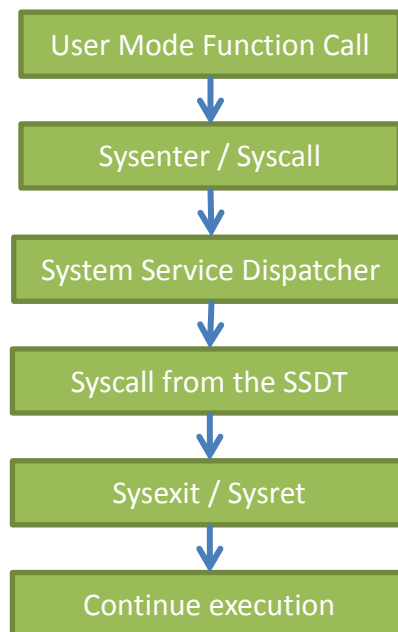 User Mode Function Call
Sysenter / Syscall
System Service Dispatcher
Syscall from the SSDT
Sysexit / Sysret
Continue execution